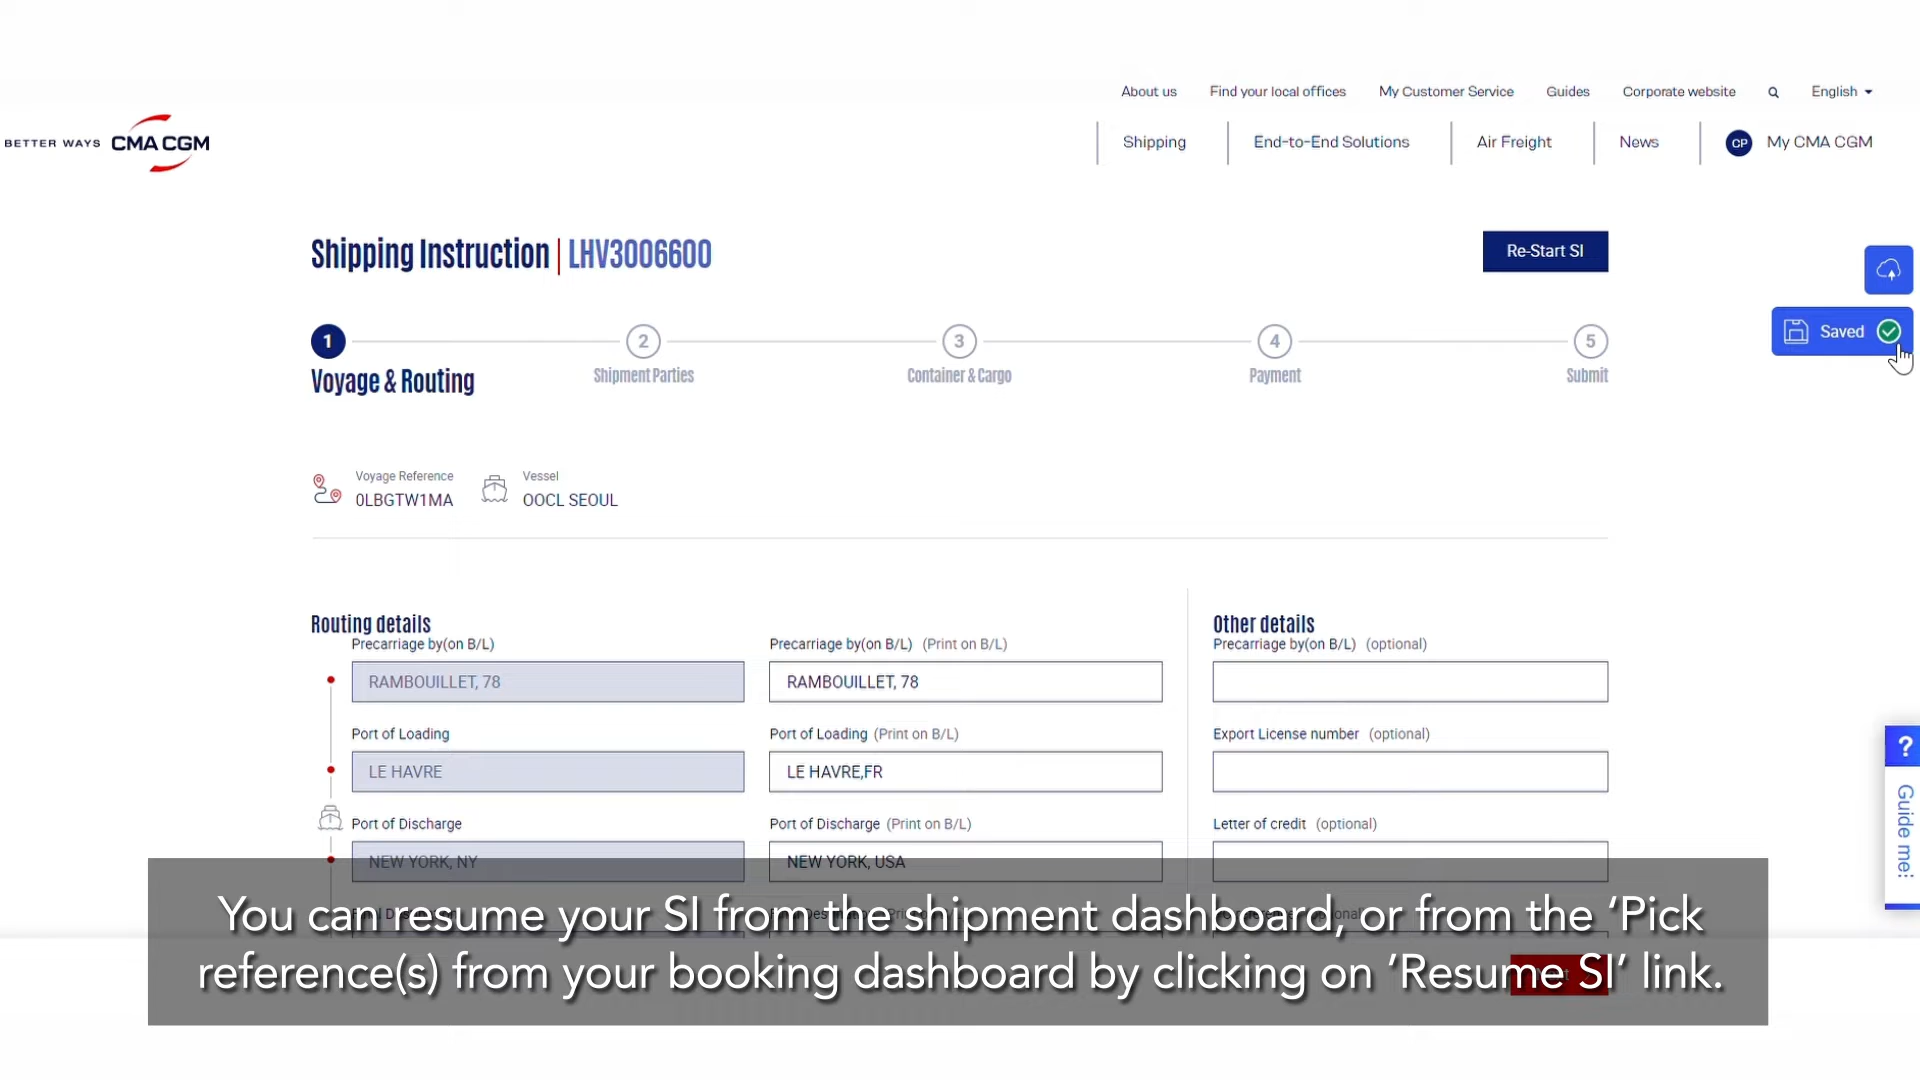 About us Find your local offices My Customer Service Guides Corporate website English
BETTER WAYS CMA CGM
Shipping End-to-End Solutions Air Freight News CP My CMA CGM
Shipping Instruction | LHV3006600
Re-Start SI
Saved
1 2 3 4 5
Voyage & Routing Shipment Parties Container & Cargo Payment Submit
Voyage Reference
0LBGTW1MA
Vessel
OOCL SEOUL
Routing details
Precarriage by(on B/L) Precarriage by(on B/L) (Print on B/L)
RAMBOUILLET, 78 RAMBOUILLET, 78
Port of Loading Port of Loading (Print on B/L)
LE HAVRE LE HAVRE,FR
Port of Discharge Port of Discharge (Print on B/L)
NEW YORK, NY NEW YORK, USA
Other details
Precarriage by(on B/L) (optional)
Export License number (optional)
Letter of credit (optional)
? Guide me!
You can resume your SI from the shipment dashboard, or from the ‘Pick
reference(s) from your booking dashboard by clicking on ‘Resume SI’ link.